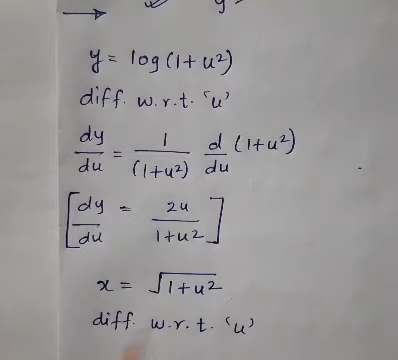 y = log(1+u²)
diff. w.r.t. 'u'
dy/du = 1/(1+u²) d/du (1+u²)
[dy/du = 2u/1+u²]
x = √1+u²
diff. w.r.t. 'u'